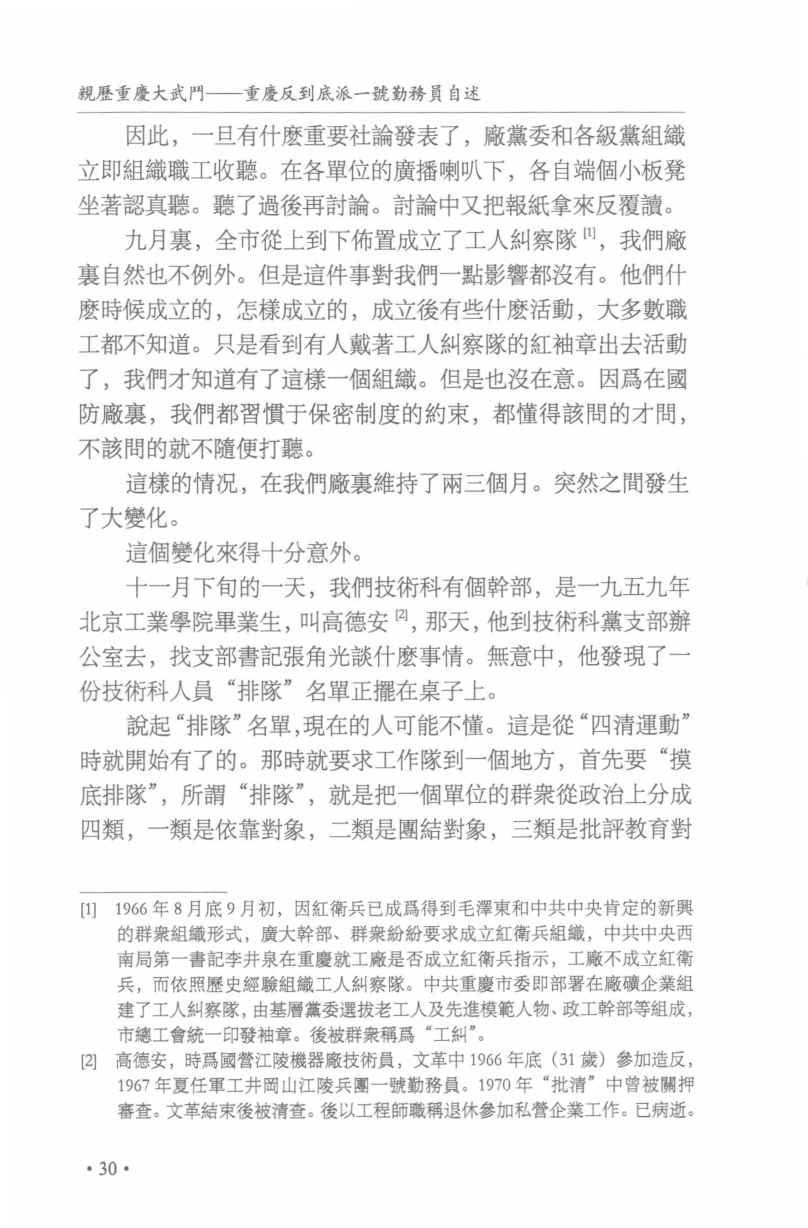 親歷重慶大武鬥——重慶反到底派一號勤務員自述
因此，一旦有什麽重要社論發表了，廠黨委和各級黨組織
立即組織職工收聽。在各單位的廣播喇叭下，各自端個小板凳
坐著認真聽。聽了過後再討論。討論中又把報紙拿來反覆讀。
九月裏，全市從上到下佈置成立了工人糾察隊[1]，我們廠
裏自然也不例外。但是這件事對我們一點影響都沒有。他們什
麽時候成立的，怎樣成立的，成立後有些什麽活動，大多數職
工都不知道。只是看到有人戴著工人糾察隊的紅袖章出去活動
了，我們才知道有了這樣一個組織。但是也沒在意。因爲在國
防廠裏，我們都習慣于保密制度的約束，都懂得該問的才問，
不該問的就不隨便打聽。
這樣的情況，在我們廠裏維持了兩三個月。突然之間發生
了大變化。
這個變化來得十分意外。
十一月下旬的一天，我們技術科有個幹部，是一九五九年
北京工業學院畢業生，叫高德安[2]，那天，他到技術科黨支部辦
公室去，找支部書記張角光談什麽事情。無意中，他發現了一
份技術科人員“排隊”名單正擺在桌子上。
說起“排隊”名單，現在的人可能不懂。這是從“四清運動”
時就開始有了的。那時就要求工作隊到一個地方，首先要“摸
底排隊”，所謂“排隊”，就是把一個單位的群衆從政治上分成
四類，一類是依靠對象，二類是團結對象，三類是批評教育對
[1] 1966年8月底9月初，因紅衛兵已成爲得到毛澤東和中共中央肯定的新興
的群衆組織形式，廣大幹部、群衆紛紛要求成立紅衛兵組織，中共中央西
南局第一書記李井泉在重慶就工廠是否成立紅衛兵指示，工廠不成立紅衛
兵，而依照歷史經驗組織工人糾察隊。中共重慶市委即部署在廠礦企業組
建了工人糾察隊，由基層黨委選拔老工人及先進模範人物、政工幹部等組成，
市總工會統一印發袖章。後被群衆稱爲“工糾”。
[2] 高德安，時爲國營江陵機器廠技術員，文革中1966年底（31歲）參加造反，
1967年夏任軍工井岡山江陵兵團一號勤務員。1970年“批清”中曾被關押
審查。文革結束後被清查。後以工程師職稱退休參加私營企業工作。已病逝。
·30·